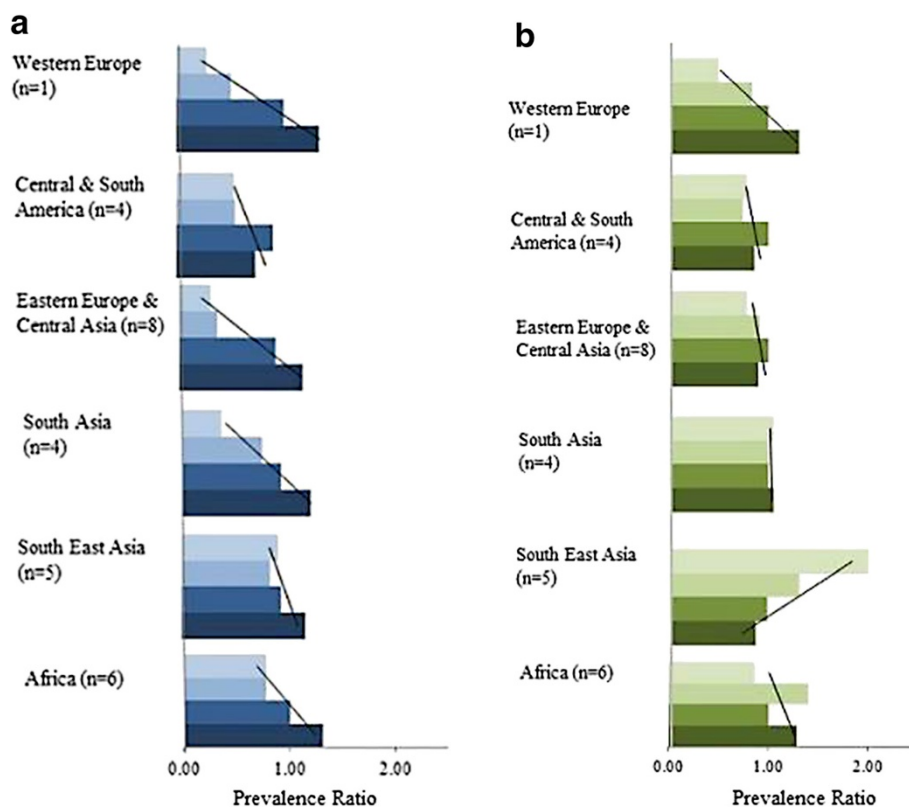 a
Western Europe
(n=1)
Central & South
America (n=4)
Eastern Europe &
Central Asia (n=8)
South Asia
(n=4)
South East Asia
(n=5)
Africa (n=6)
0.00 1.00 2.00
Prevalence Ratio
b
Western Europe
(n=1)
Central & South
America (n=4)
Eastern Europe &
Central Asia (n=8)
South Asia
(n=4)
South East Asia
(n=5)
Africa (n=6)
0.00 1.00 2.00
Prevalence Ratio